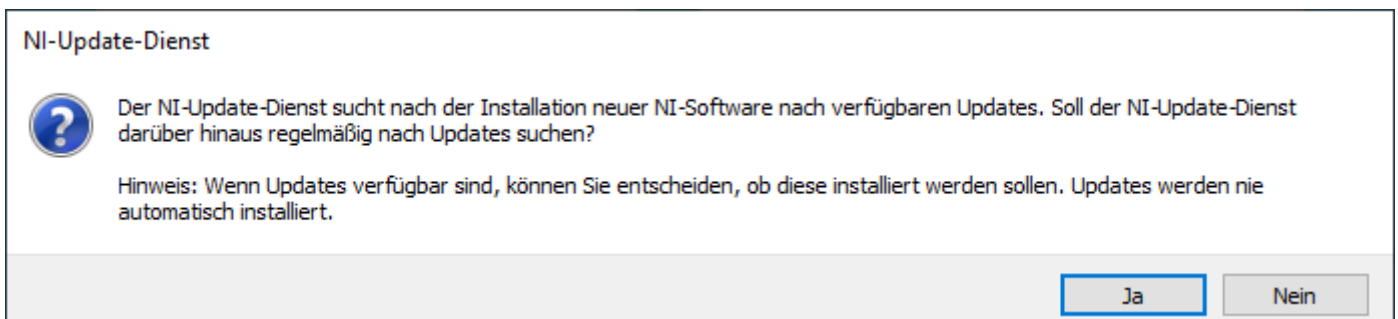 NI-Update-Dienst
Der NI-Update-Dienst sucht nach der Installation neuer NI-Software nach verfügbaren Updates. Soll der NI-Update-Dienst
darüber hinaus regelmäßig nach Updates suchen?
Hinweis: Wenn Updates verfügbar sind, können Sie entscheiden, ob diese installiert werden sollen. Updates werden nie
automatisch installiert.
Ja
Nein